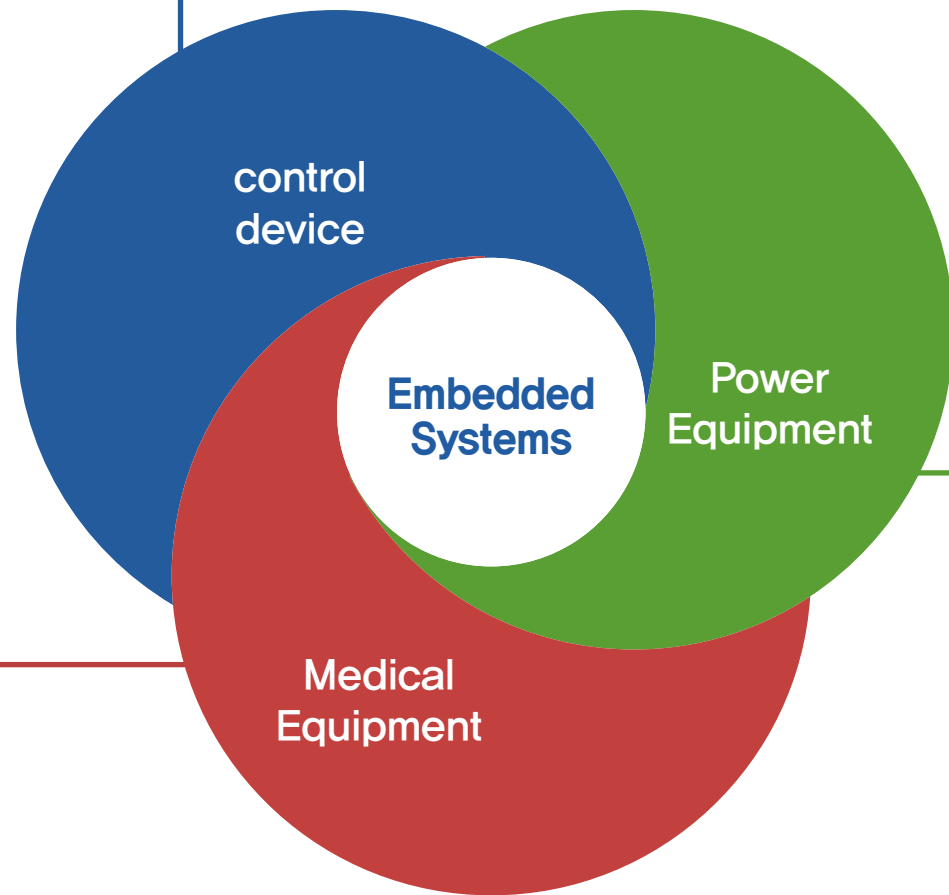 control
device
Embedded
Systems
Power
Equipment
Medical
Equipment